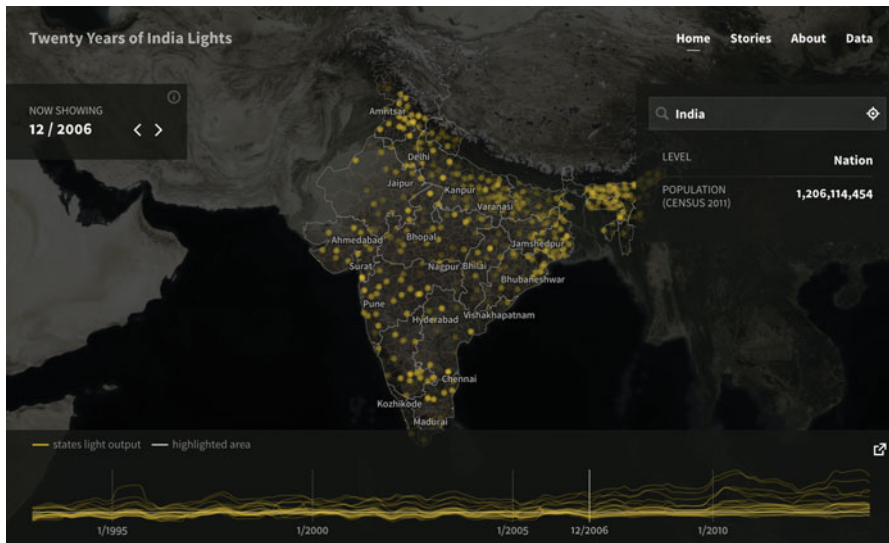 Twenty Years of India Lights
Home Stories About Data
NOW SHOWING
12 / 2006
India
LEVEL
Nation
POPULATION
(CENSUS 2011)
1,206,114,454
Amritsar
Delhi
Jaipur
Kanpur
Varanasi
Ahmedabad
Bhopal
Jamshedpur
Surat
Nagpur
Bhilai
Bhubaneshwar
Pune
Hyderabad
Vishakhapatnam
Chennai
Kozhikode
Madurai
states light output
highlighted area
1/1995 1/2000 1/2005 12/2006 1/2010